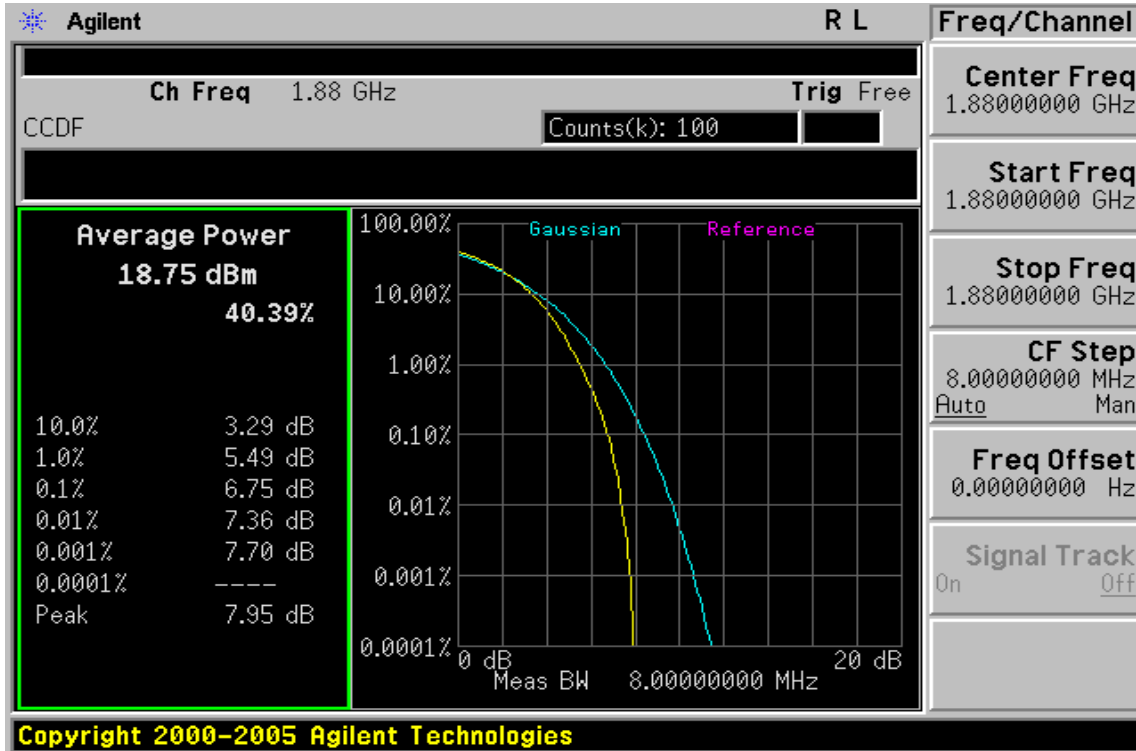 Agilent R L
Ch Freq 1.88 GHz Trig Free
CCDF Counts(k): 100
Average Power
18.75 dBm
40.39%
10.0% 3.29 dB
1.0% 5.49 dB
0.1% 6.75 dB
0.01% 7.36 dB
0.001% 7.70 dB
0.0001% ----
Peak 7.95 dB
Gaussian Reference
100.00%
10.00%
1.00%
0.10%
0.01%
0.001%
0.0001%
0 dB 20 dB
Meas BW 8.00000000 MHz
Freq/Channel
Center Freq
1.88000000 GHz
Start Freq
1.88000000 GHz
Stop Freq
1.88000000 GHz
CF Step
8.00000000 MHz
Auto Man
Freq Offset
0.00000000 Hz
Signal Track
On Off
Copyright 2000-2005 Agilent Technologies